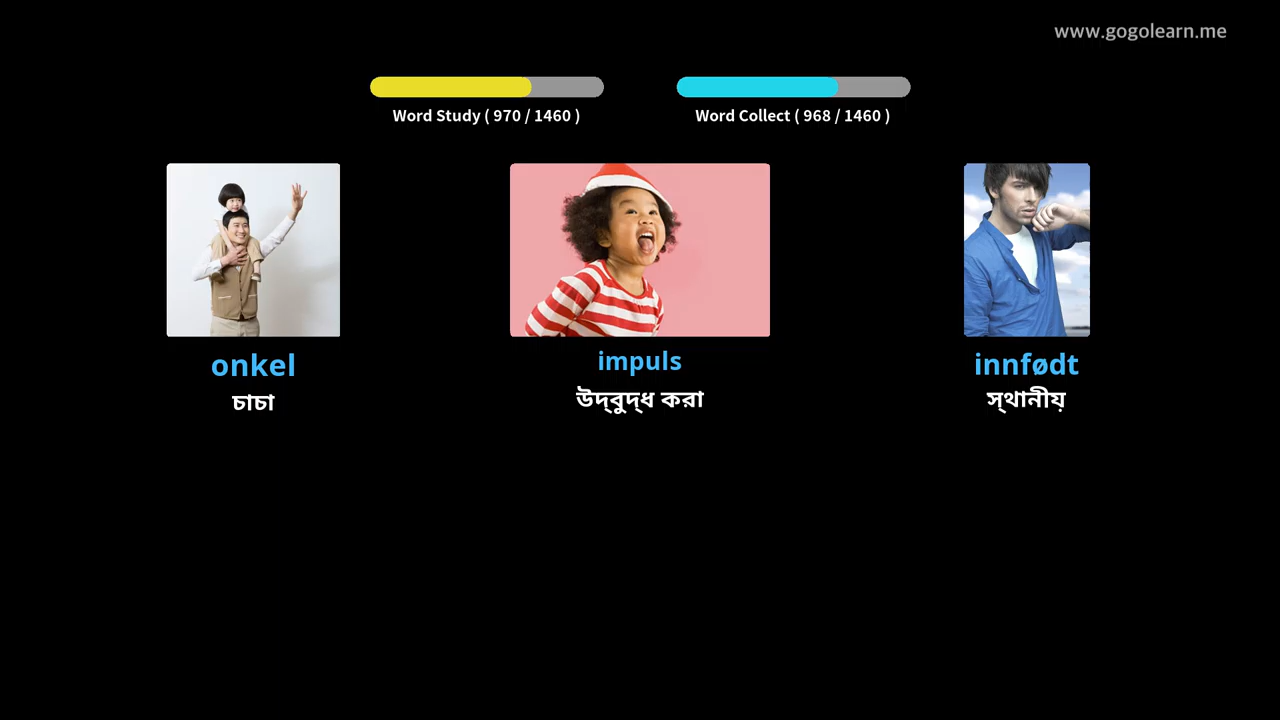 www.gogolearn.me
Word Study ( 970 / 1460 )
Word Collect ( 968 / 1460 )
onkel
impuls
innfødt
চাচা
উদ্‌বুদ্‌ধ করা
স্থানীয়